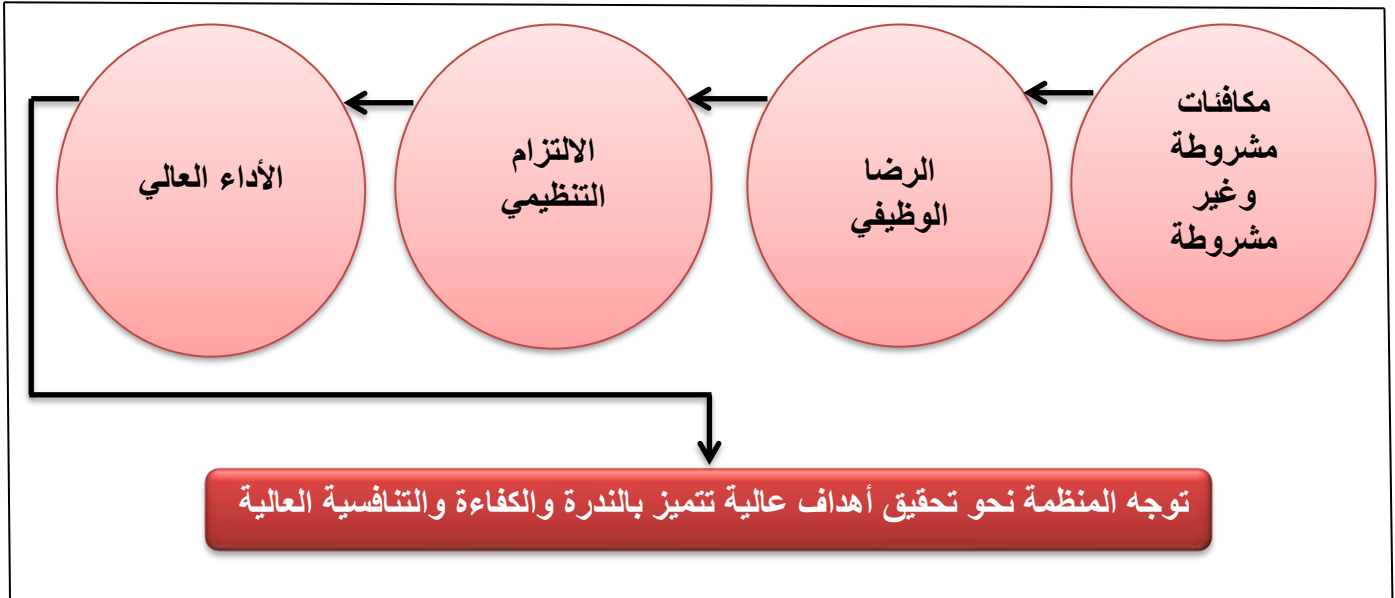 مكافئات
مشروطة
وغير
مشروطة
الرضا
الوظيفي
الالتزام
التنظيمي
الأداء العالي
توجه المنظمة نحو تحقيق أهداف عالية تتميز بالندرة والكفاءة والتنافسية العالية